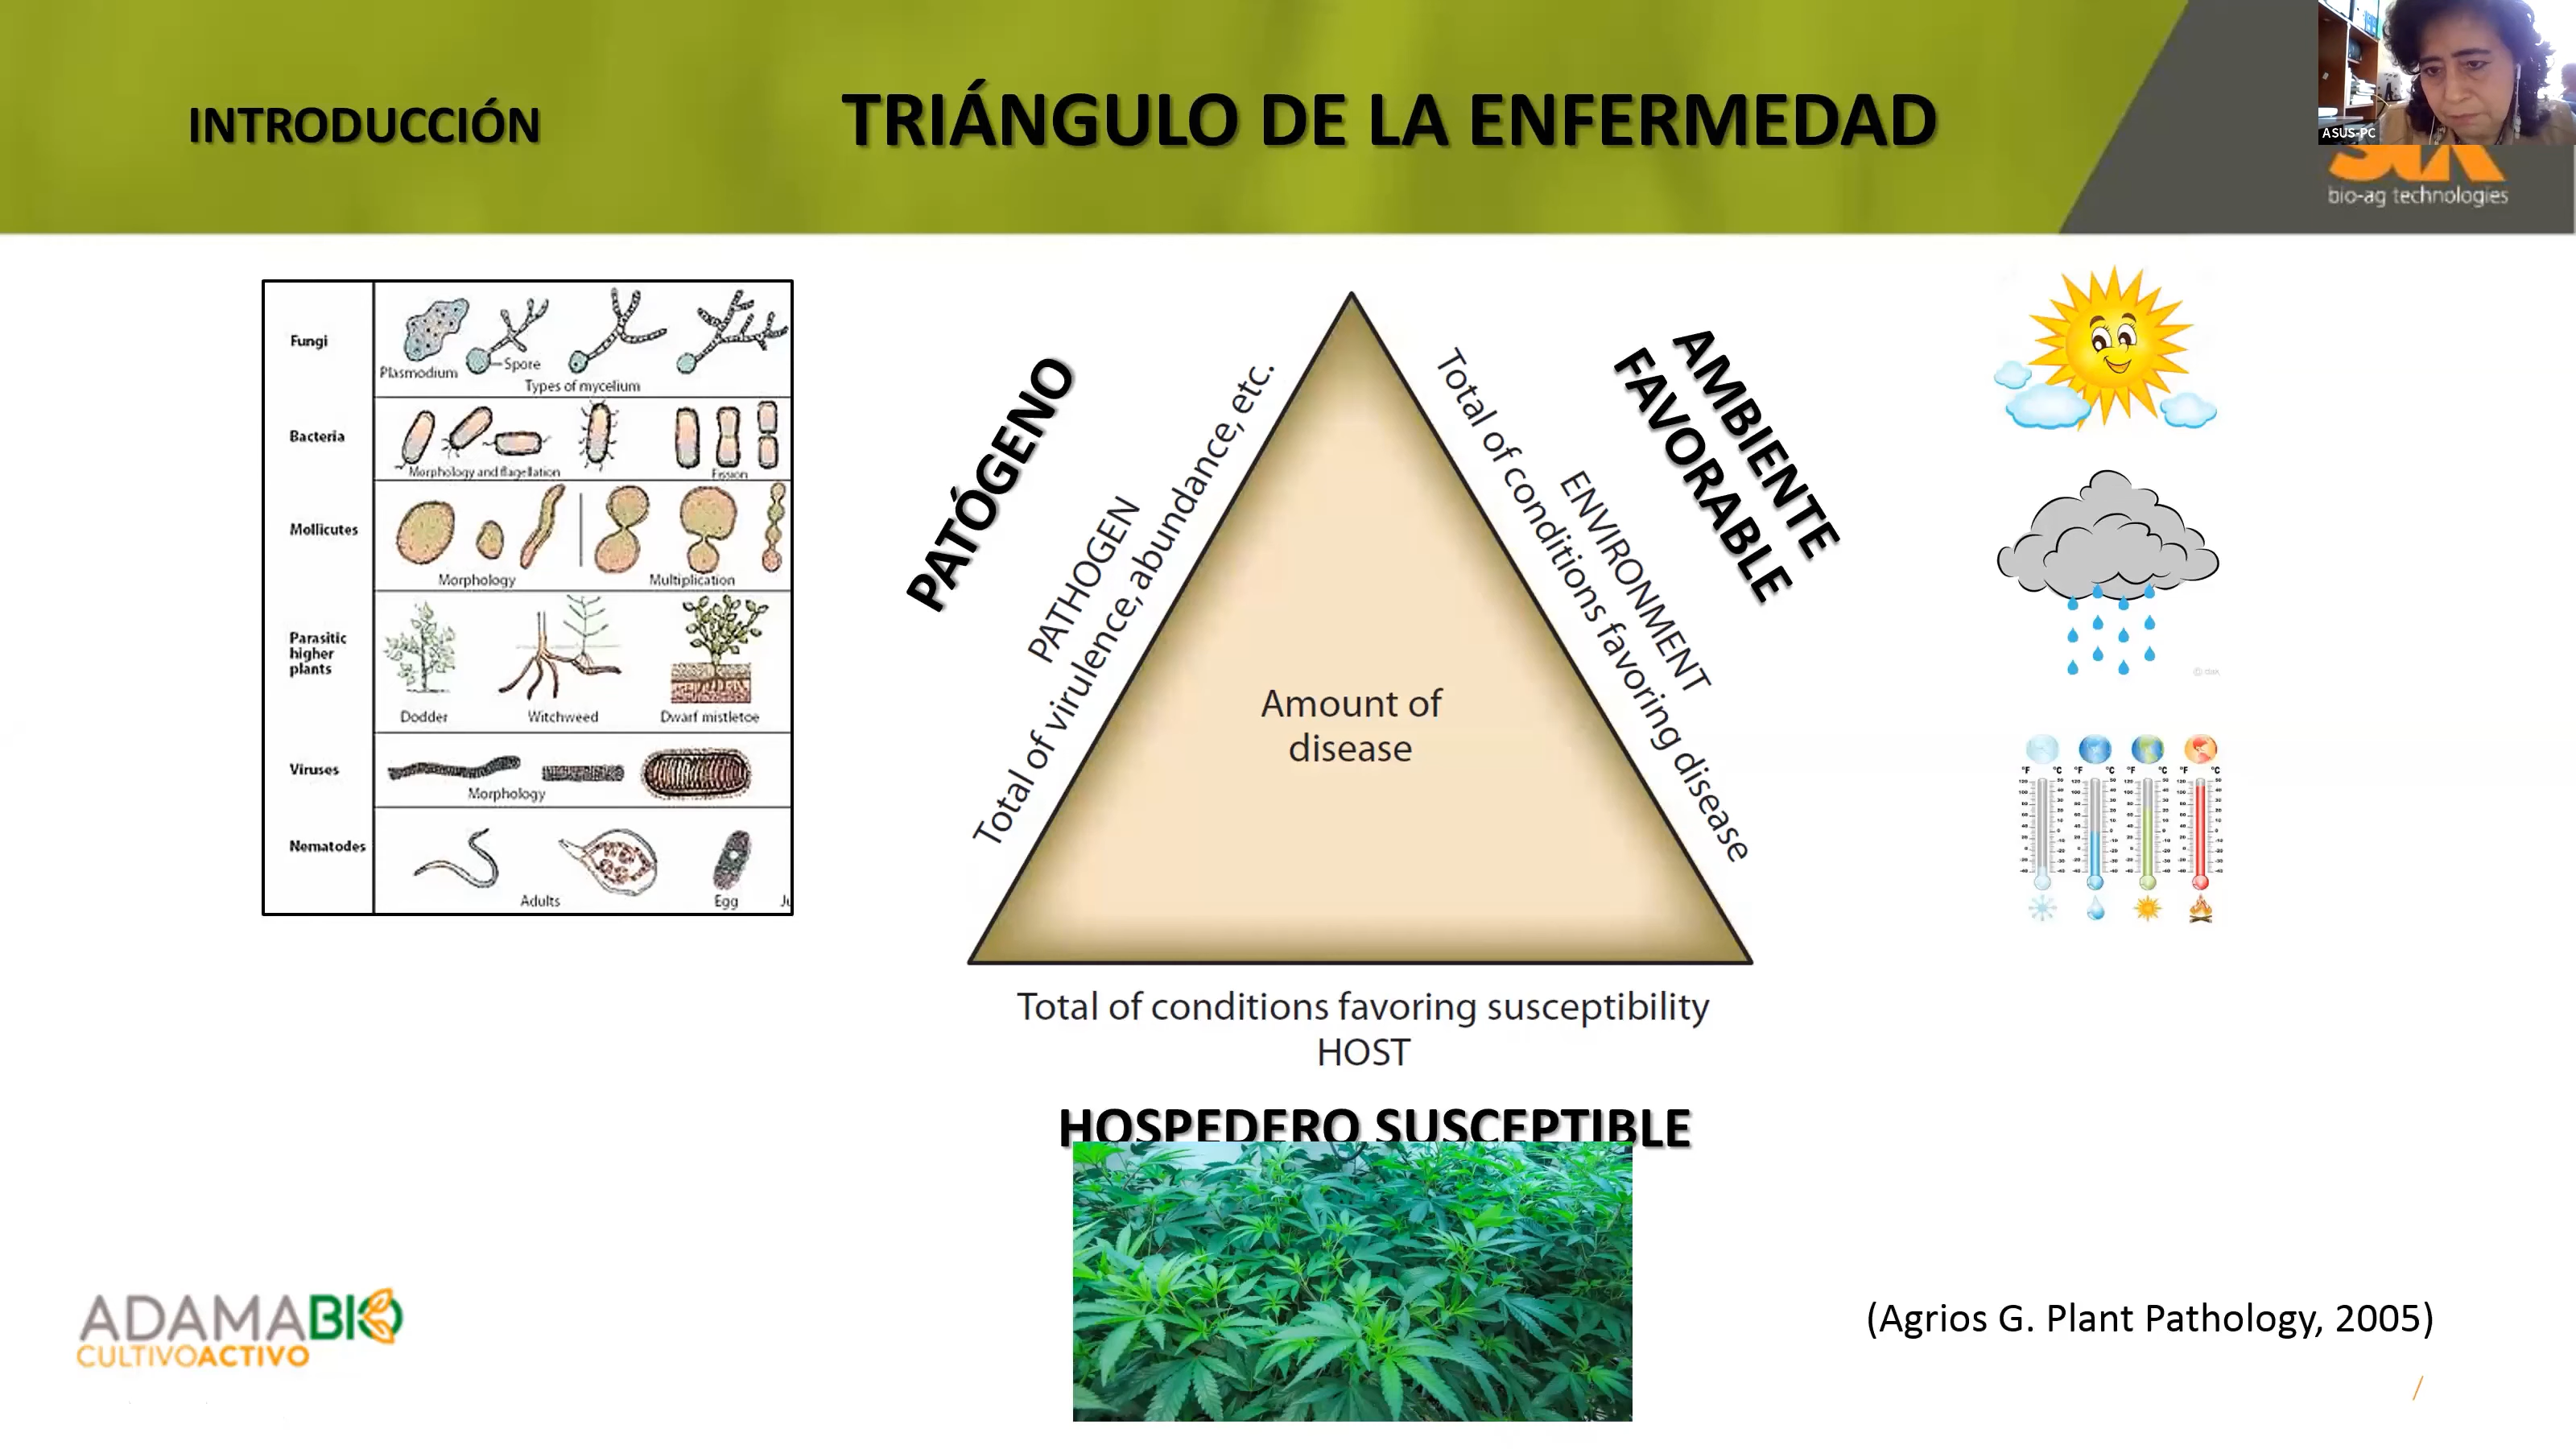 INTRODUCCIÓN
TRIÁNGULO DE LA ENFERMEDAD
ASUS-PC
bio-ag technologies
Fungi
Plasmodium
Spore
Types of mycelium
Bacteria
Morphology and flagellation
Fission
Mollicutes
Morphology
Multiplication
Parasitic
higher
plants
Dodder
Witchweed
Dwarf mistletoe
Viruses
Morphology
Nematodes
Adults
Egg
PATÓGENO
PATHOGEN
Total of virulence, abundance, etc.
AMBIENTE
FAVORABLE
ENVIRONMENT
Total of conditions favoring disease
Amount of
disease
Total of conditions favoring susceptibility
HOST
HOSPEDERO SUSCEPTIBLE
°F °C °F °C °F °C °F °C
ADAMABIO
CULTIVOACTIVO
(Agrios G. Plant Pathology, 2005)
/